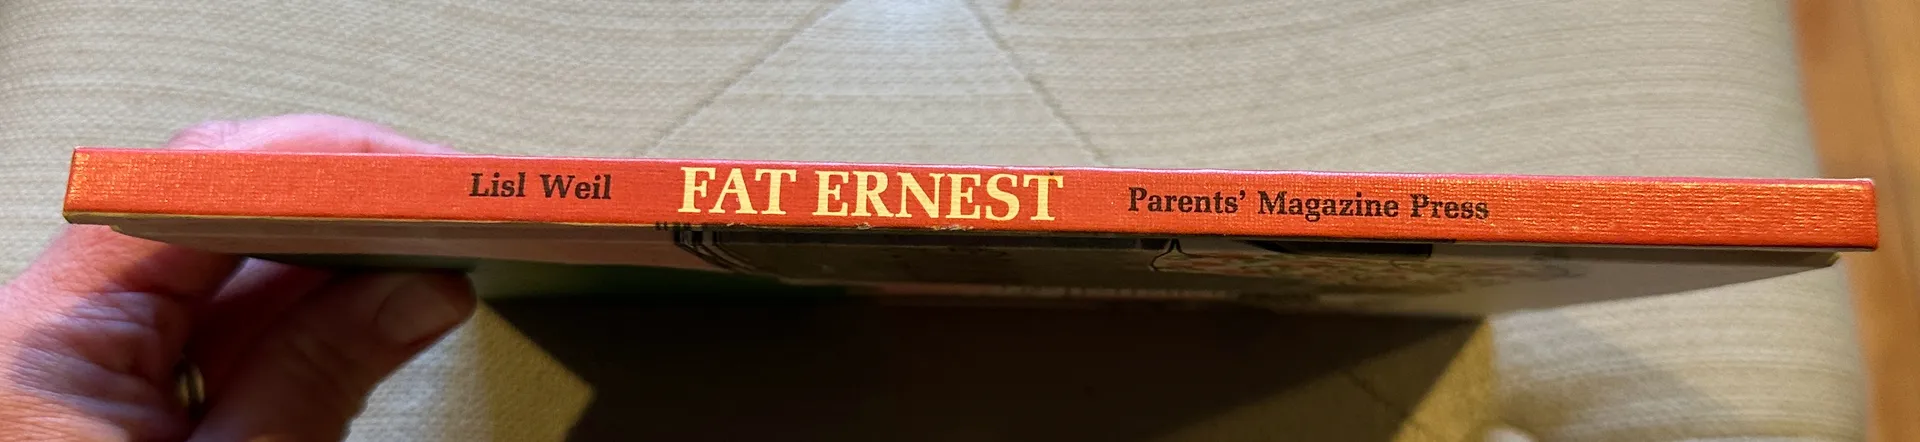 Lisl Weil FAT ERNEST Parents' Magazine Press